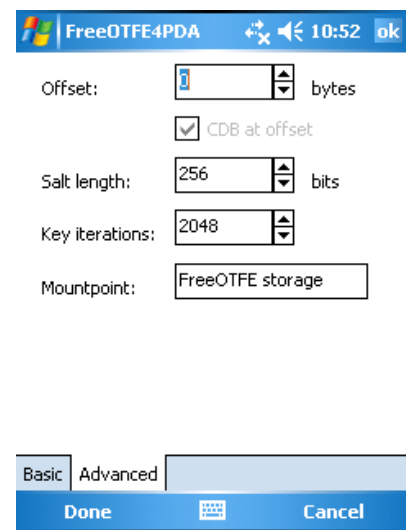 FreeOTFE4PDA 10:52 ok
Offset: 0 bytes
CDB at offset
Salt length: 256 bits
Key iterations: 2048
Mountpoint: FreeOTFE storage
Basic Advanced
Done Cancel